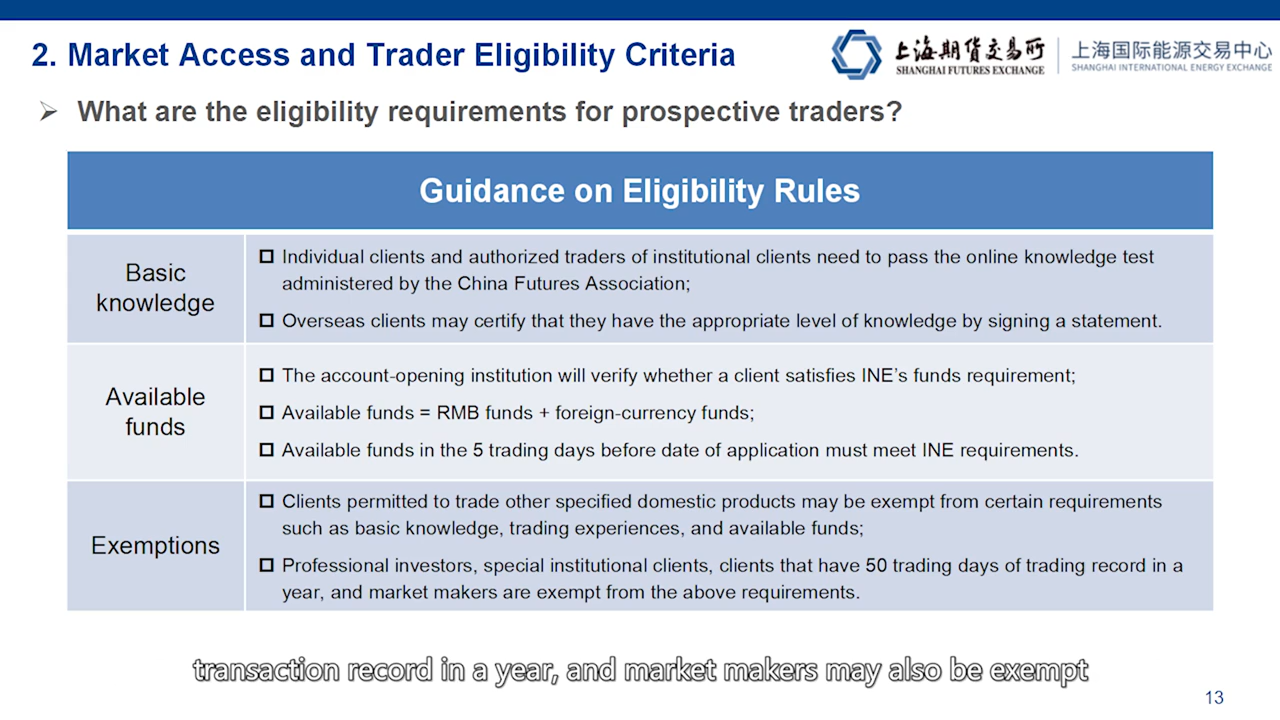 2. Market Access and Trader Eligibility Criteria
上海期货交易所
SHANGHAI FUTURES EXCHANGE
上海国际能源交易中心
SHANGHAI INTERNATIONAL ENERGY EXCHANGE
What are the eligibility requirements for prospective traders?
Guidance on Eligibility Rules
Basic
knowledge
Individual clients and authorized traders of institutional clients need to pass the online knowledge test
administered by the China Futures Association;
Overseas clients may certify that they have the appropriate level of knowledge by signing a statement.
Available
funds
The account-opening institution will verify whether a client satisfies INE’s funds requirement;
Available funds = RMB funds + foreign-currency funds;
Available funds in the 5 trading days before date of application must meet INE requirements.
Exemptions
Clients permitted to trade other specified domestic products may be exempt from certain requirements
such as basic knowledge, trading experiences, and available funds;
Professional investors, special institutional clients, clients that have 50 trading days of trading record in a
year, and market makers are exempt from the above requirements.
transaction record in a year, and market makers may also be exempt
13